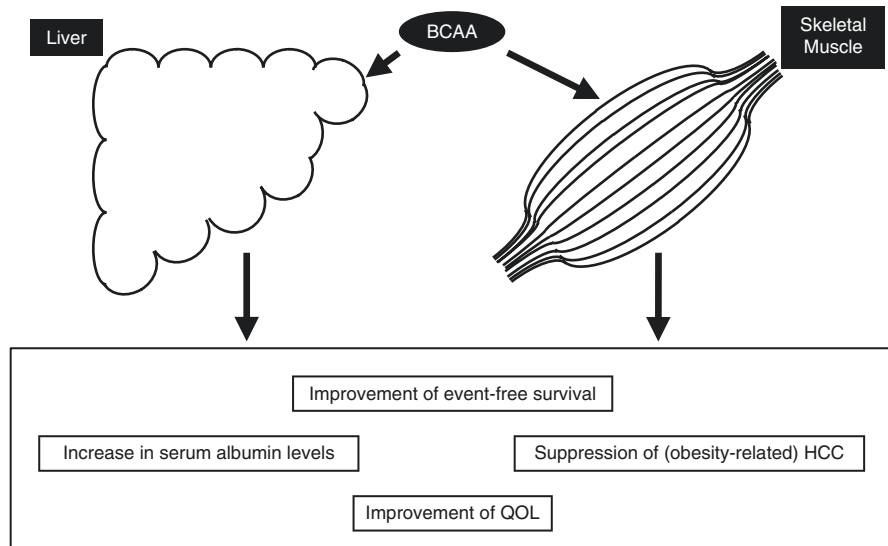 Liver
BCAA
Skeletal
Muscle
Improvement of event-free survival
Increase in serum albumin levels
Suppression of (obesity-related) HCC
Improvement of QOL